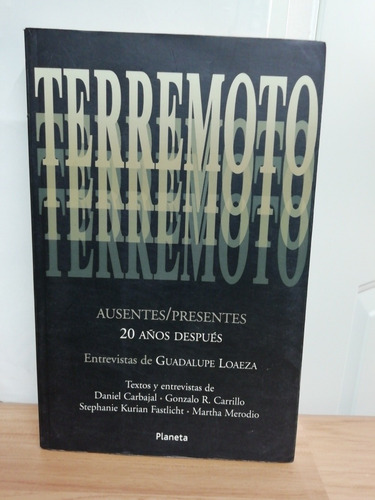 TERREMOTO
TERREMOTO
TERREMOTO
AUSENTES/PRESENTES
20 AÑOS DESPUÉS
Entrevistas de GUADALUPE LOAEZA
Textos y entrevistas de
Daniel Carbajal · Gonzalo R. Carrillo
Stephanie Kurian Fastlicht · Martha Merodio
Planeta